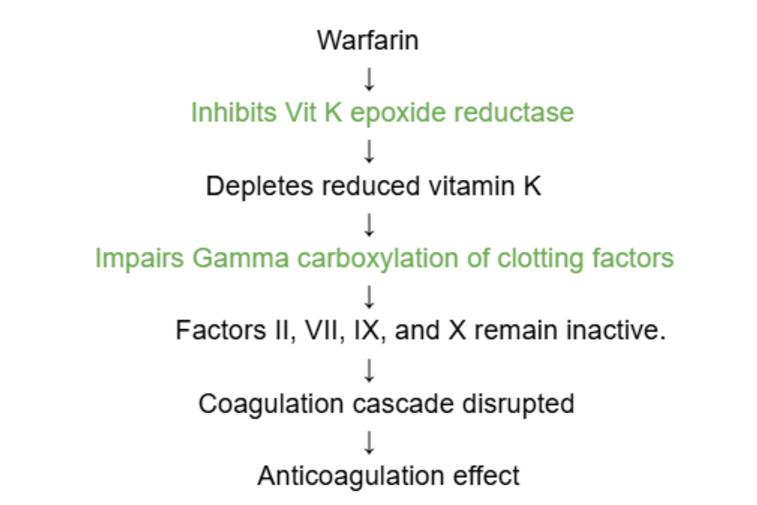 Warfarin
↓
Inhibits Vit K epoxide reductase
↓
Depletes reduced vitamin K
↓
Impairs Gamma carboxylation of clotting factors
↓
Factors II, VII, IX, and X remain inactive.
↓
Coagulation cascade disrupted
↓
Anticoagulation effect